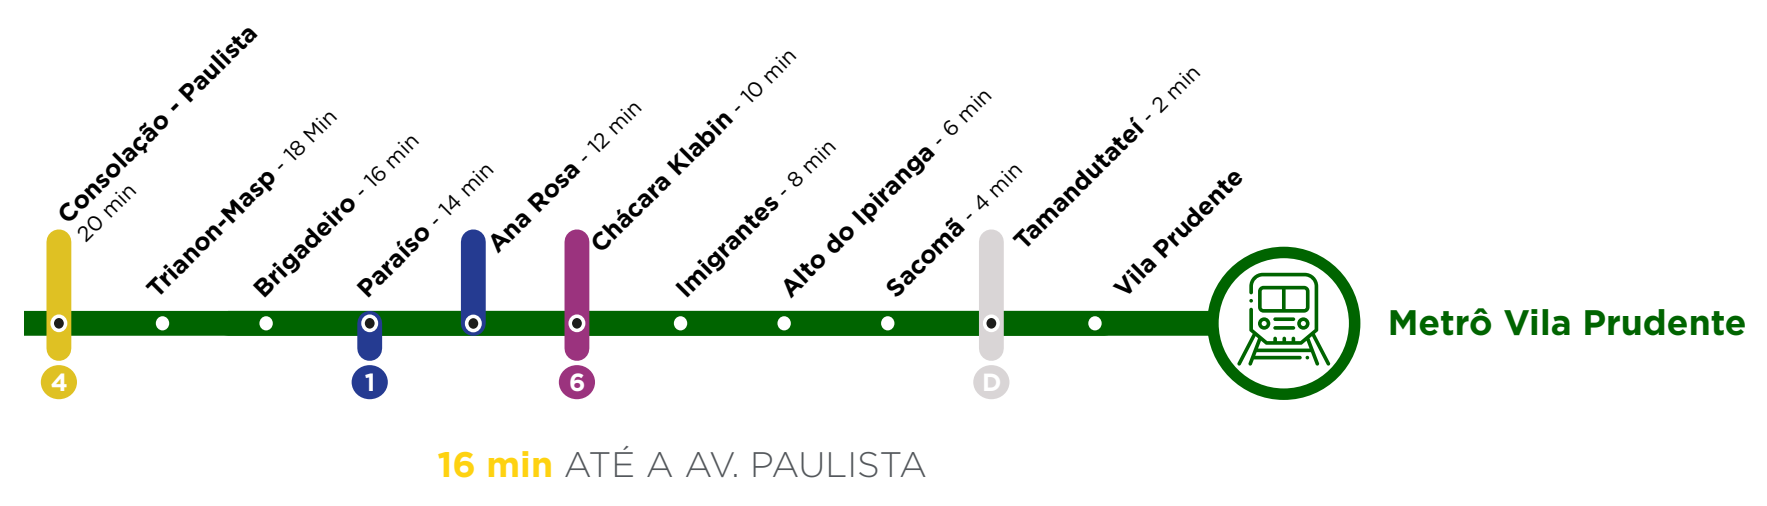 Consolação - Paulista
20 min
Trianon-Masp - 18 Min
Brigadeiro - 16 min
Paraíso - 14 min
Ana Rosa - 12 min
Chácara Klabin - 10 min
Imigrantes - 8 min
Alto do Ipiranga - 6 min
Sacomã - 4 min
Tamandutateí - 2 min
Vila Prudente
Metrô Vila Prudente
4
1
6
D
16 min ATÉ A AV. PAULISTA